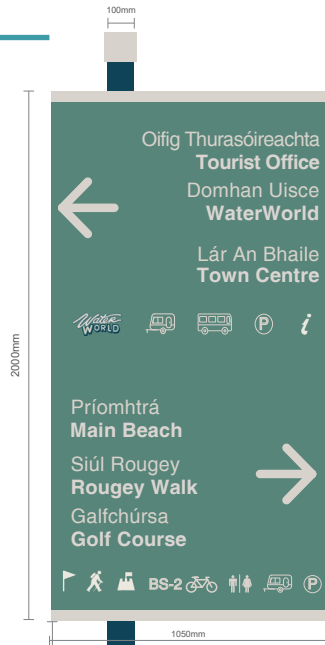 100mm
Oifig Thurasóireachta
Tourist Office
Domhan Uisce
WaterWorld
Lár An Bhaile
Town Centre
Water
WORLD
P
i
2000mm
Príomhtrá
Main Beach
Siúl Rougey
Rougey Walk
Galfchúrsa
Golf Course
BS-2
P
1050mm